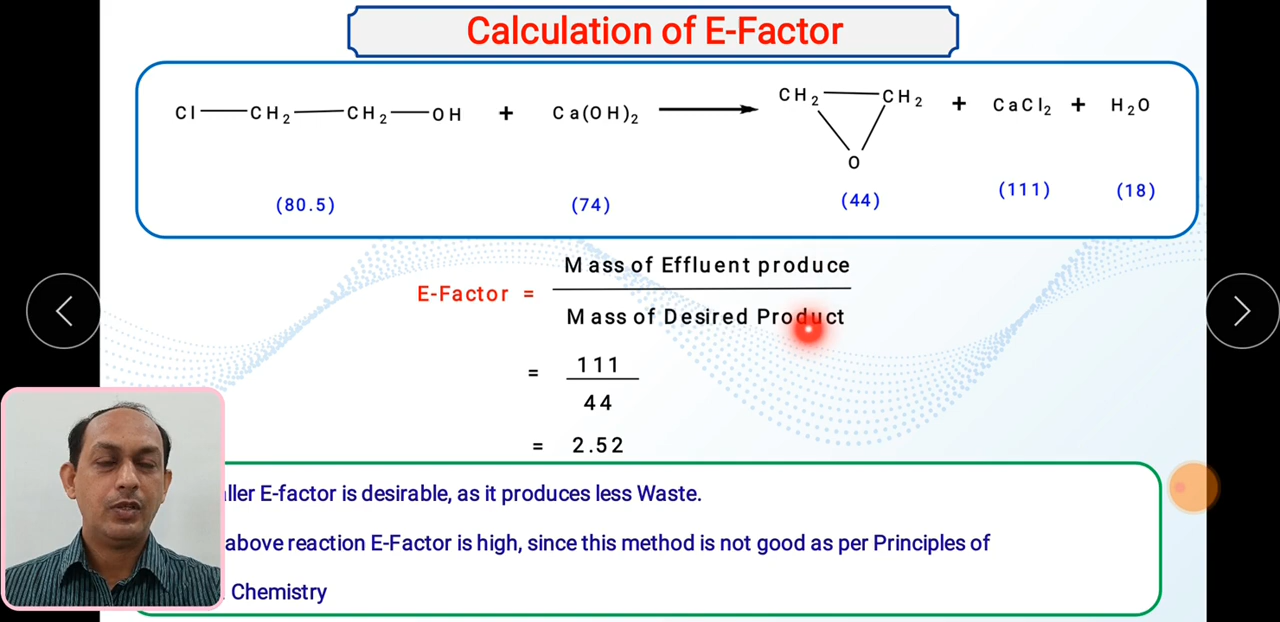 Calculation of E-Factor
Cl CH2 CH2 OH + Ca(OH)2 CH2 CH2 + CaCl2 + H2O
O
(80.5) (74) (44) (111) (18)
Mass of Effluent produce
E-Factor =
Mass of Desired Product
= 111
44
= 2.52
ller E-factor is desirable, as it produces less Waste.
above reaction E-Factor is high, since this method is not good as per Principles of
Chemistry